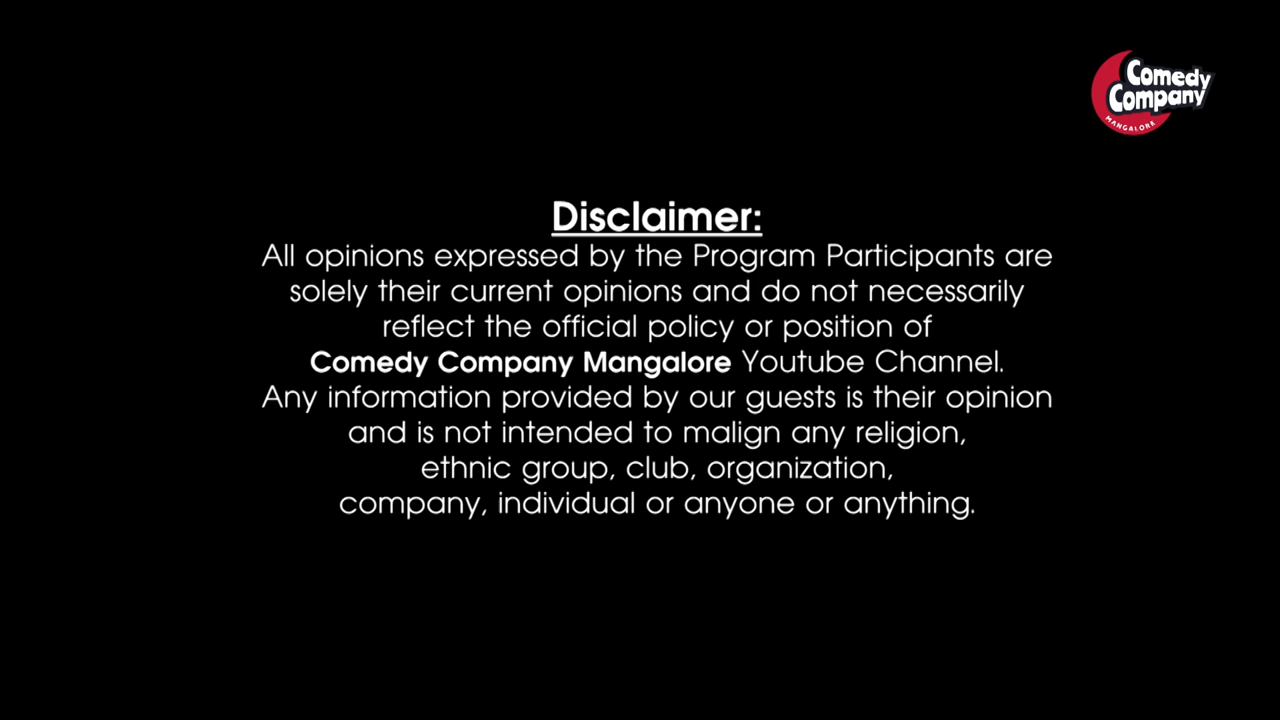 Comedy
Company
MANGALORE
Disclaimer:
All opinions expressed by the Program Participants are
solely their current opinions and do not necessarily
reflect the official policy or position of
Comedy Company Mangalore Youtube Channel.
Any information provided by our guests is their opinion
and is not intended to malign any religion,
ethnic group, club, organization,
company, individual or anyone or anything.